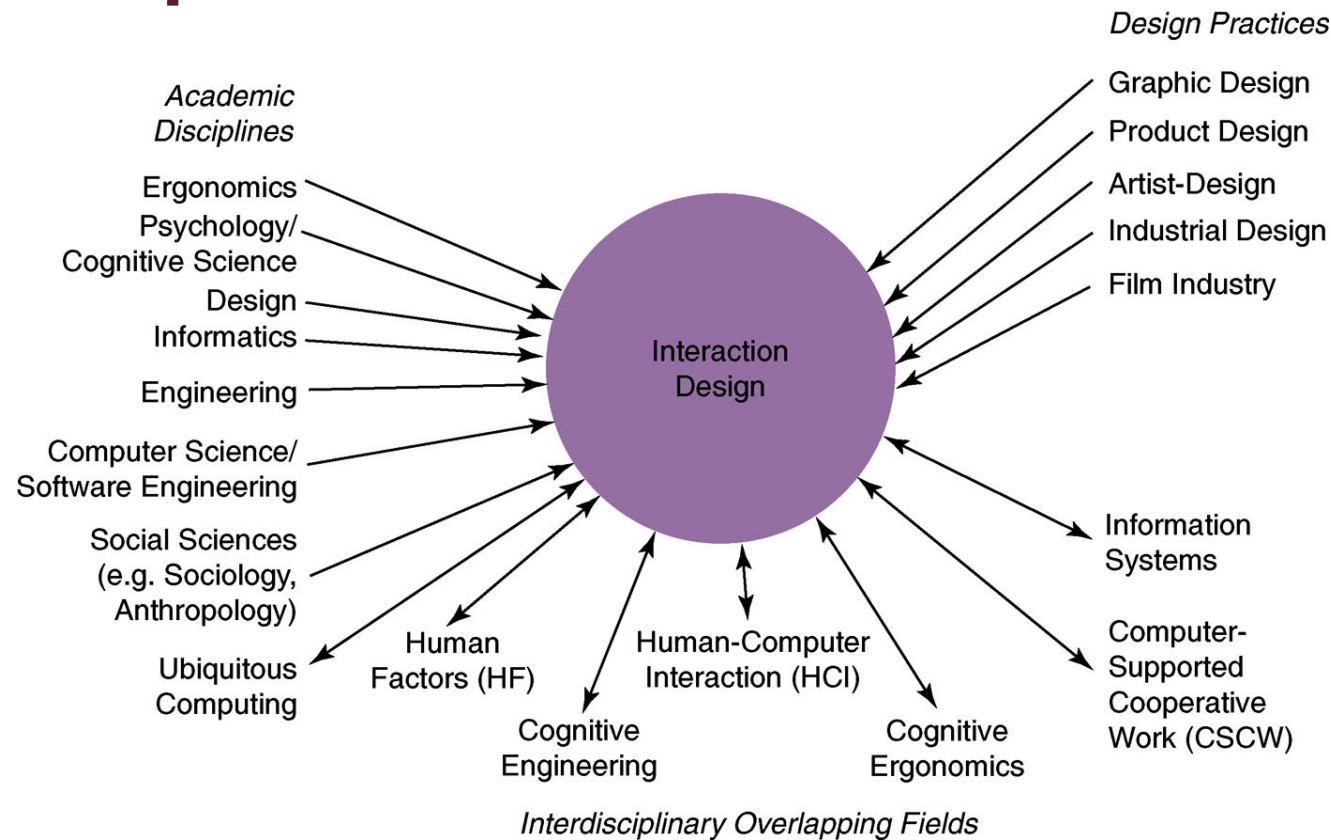 Design Practices
Graphic Design
Product Design
Artist-Design
Industrial Design
Film Industry
Academic
Disciplines
Ergonomics
Psychology/
Cognitive Science
Design
Informatics
Engineering
Computer Science/
Software Engineering
Social Sciences
(e.g. Sociology,
Anthropology)
Ubiquitous
Computing
Interaction
Design
Human
Factors (HF)
Cognitive
Engineering
Human-Computer
Interaction (HCI)
Cognitive
Ergonomics
Information
Systems
Computer-
Supported
Cooperative
Work (CSCW)
Interdisciplinary Overlapping Fields